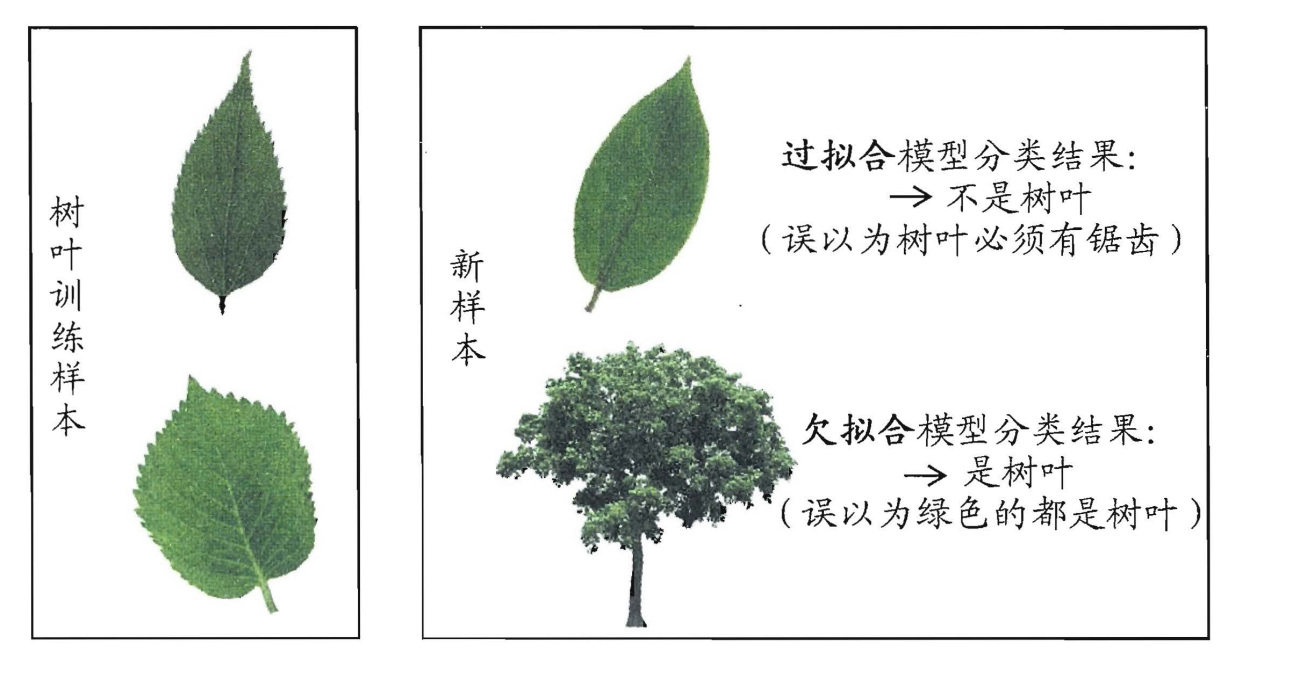 树叶训练样本
新样本
过拟合模型分类结果:
→ 不是树叶
(误以为树叶必须有锯齿)
欠拟合模型分类结果:
→ 是树叶
(误以为绿色的都是树叶)